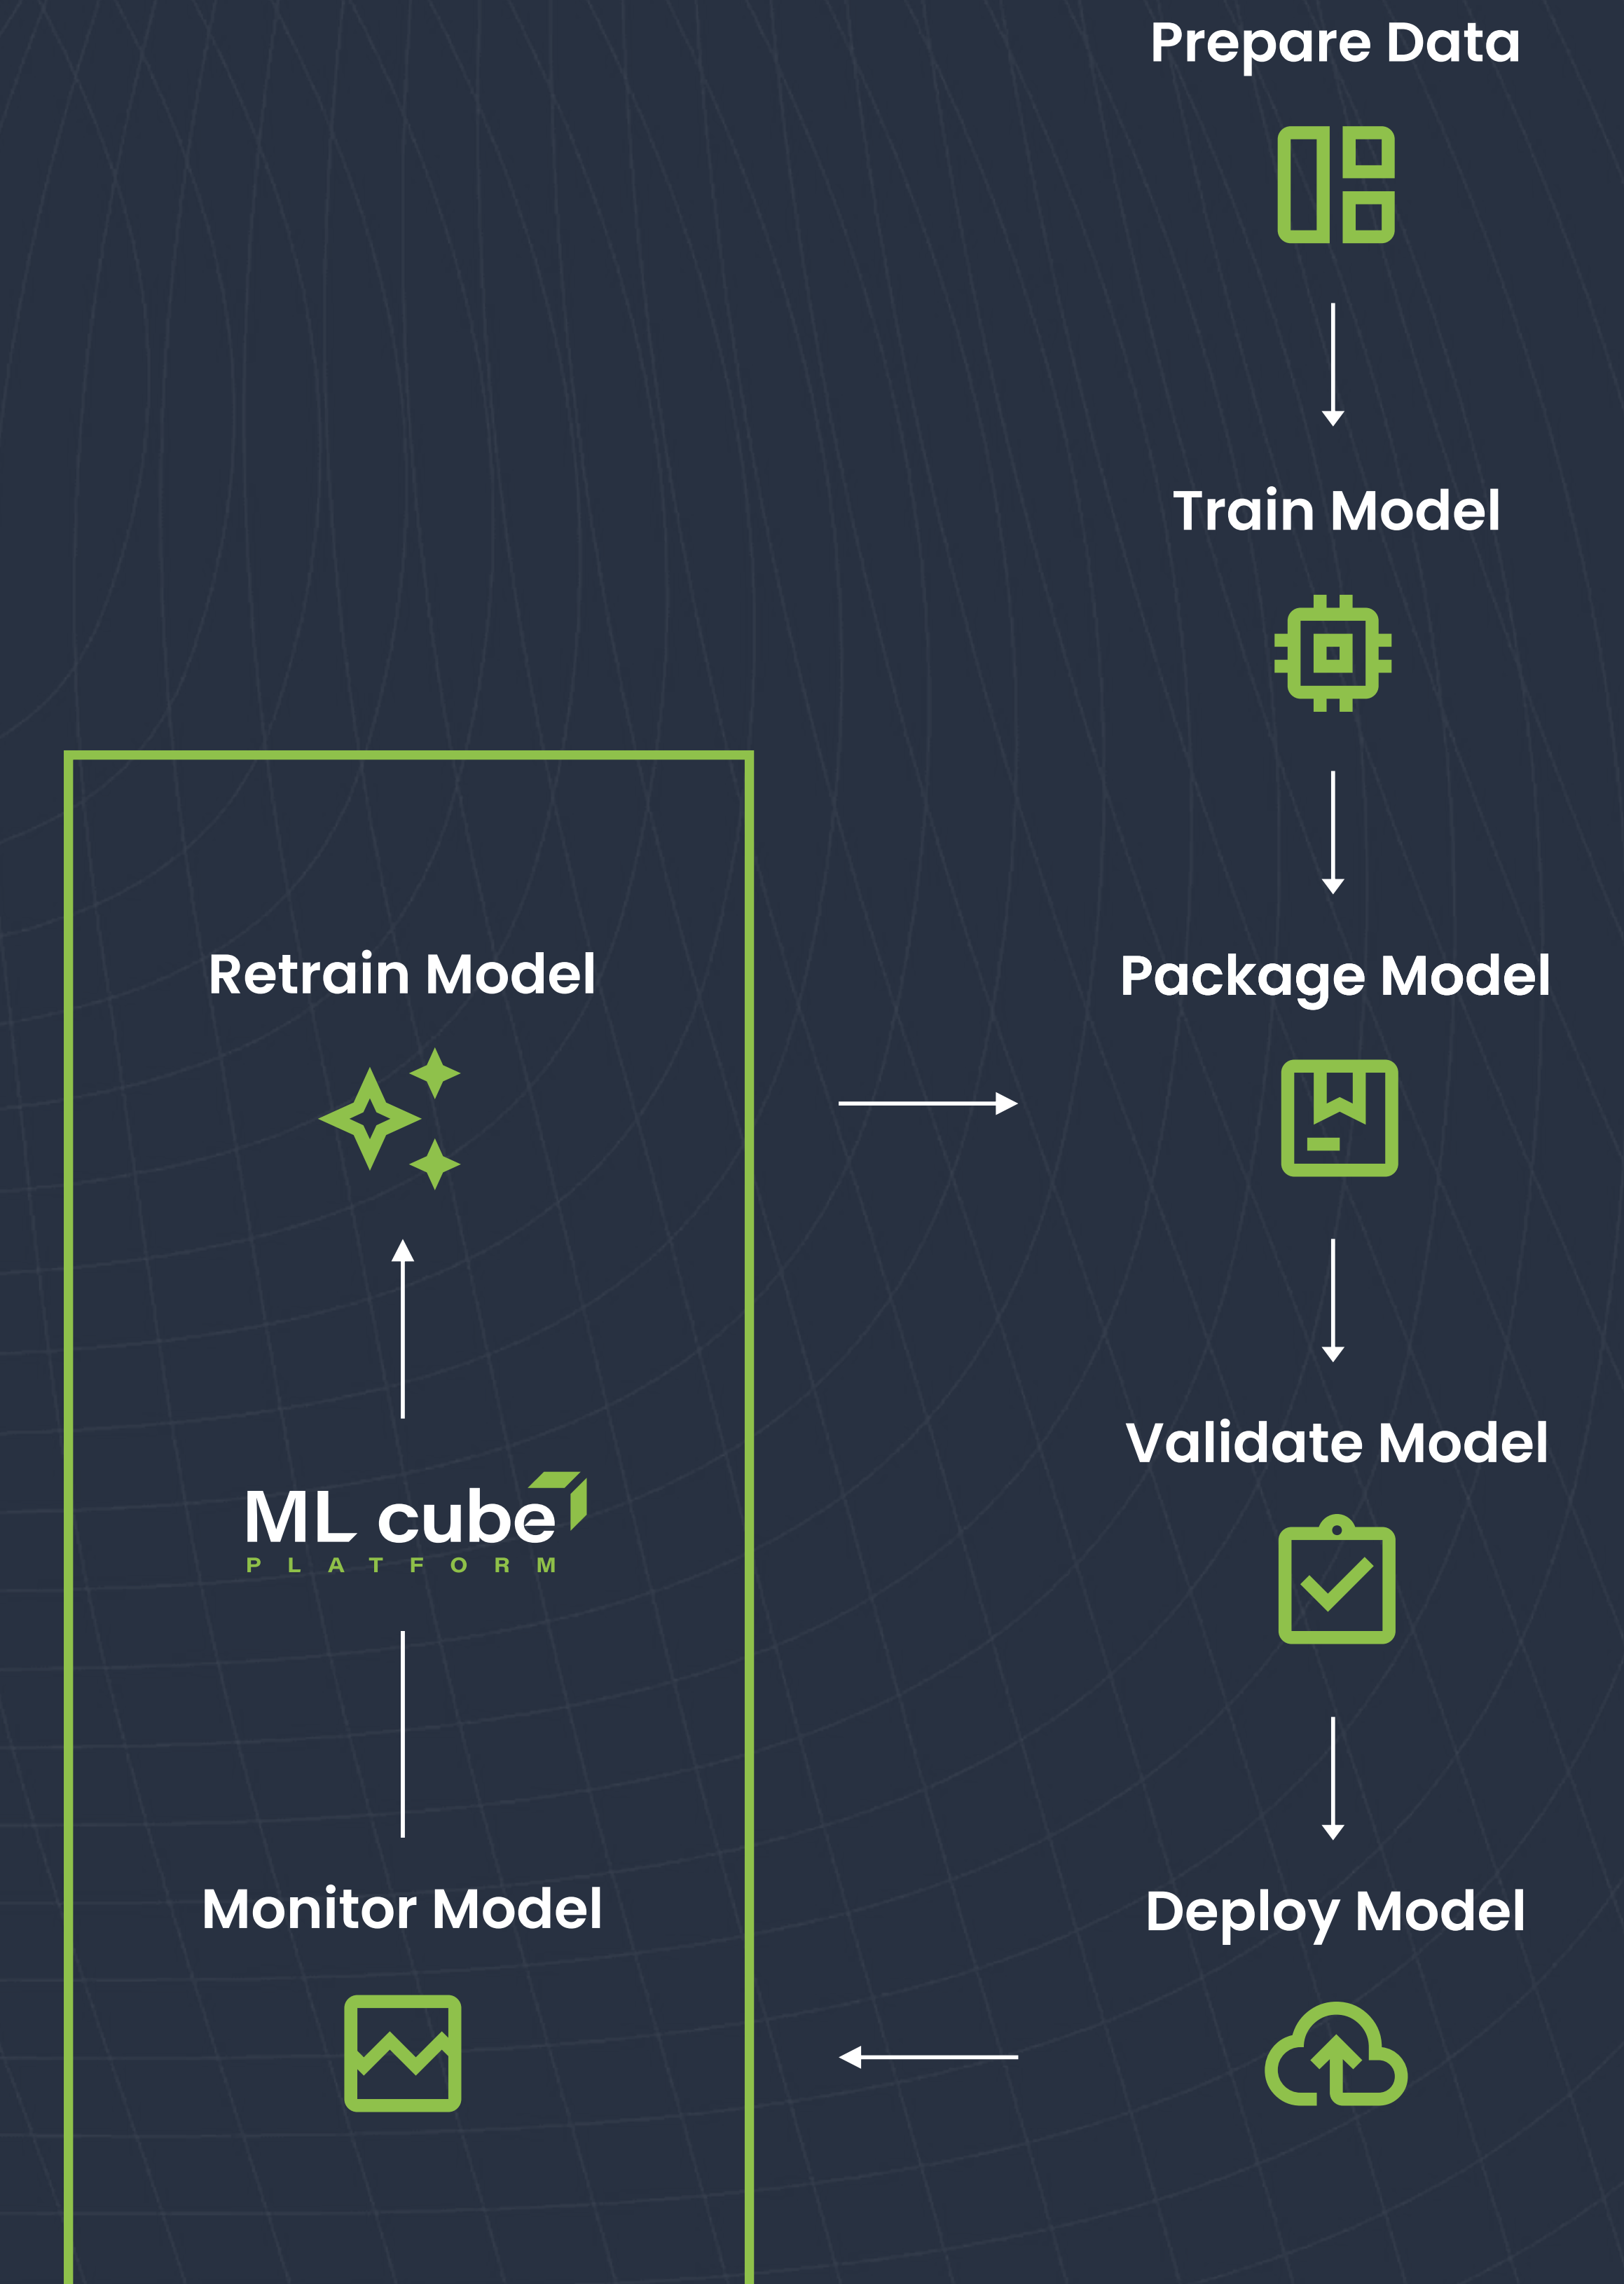 Prepare Data
Train Model
Package Model
Validate Model
Deploy Model
Retrain Model
ML cube
PLATFORM
Monitor Model